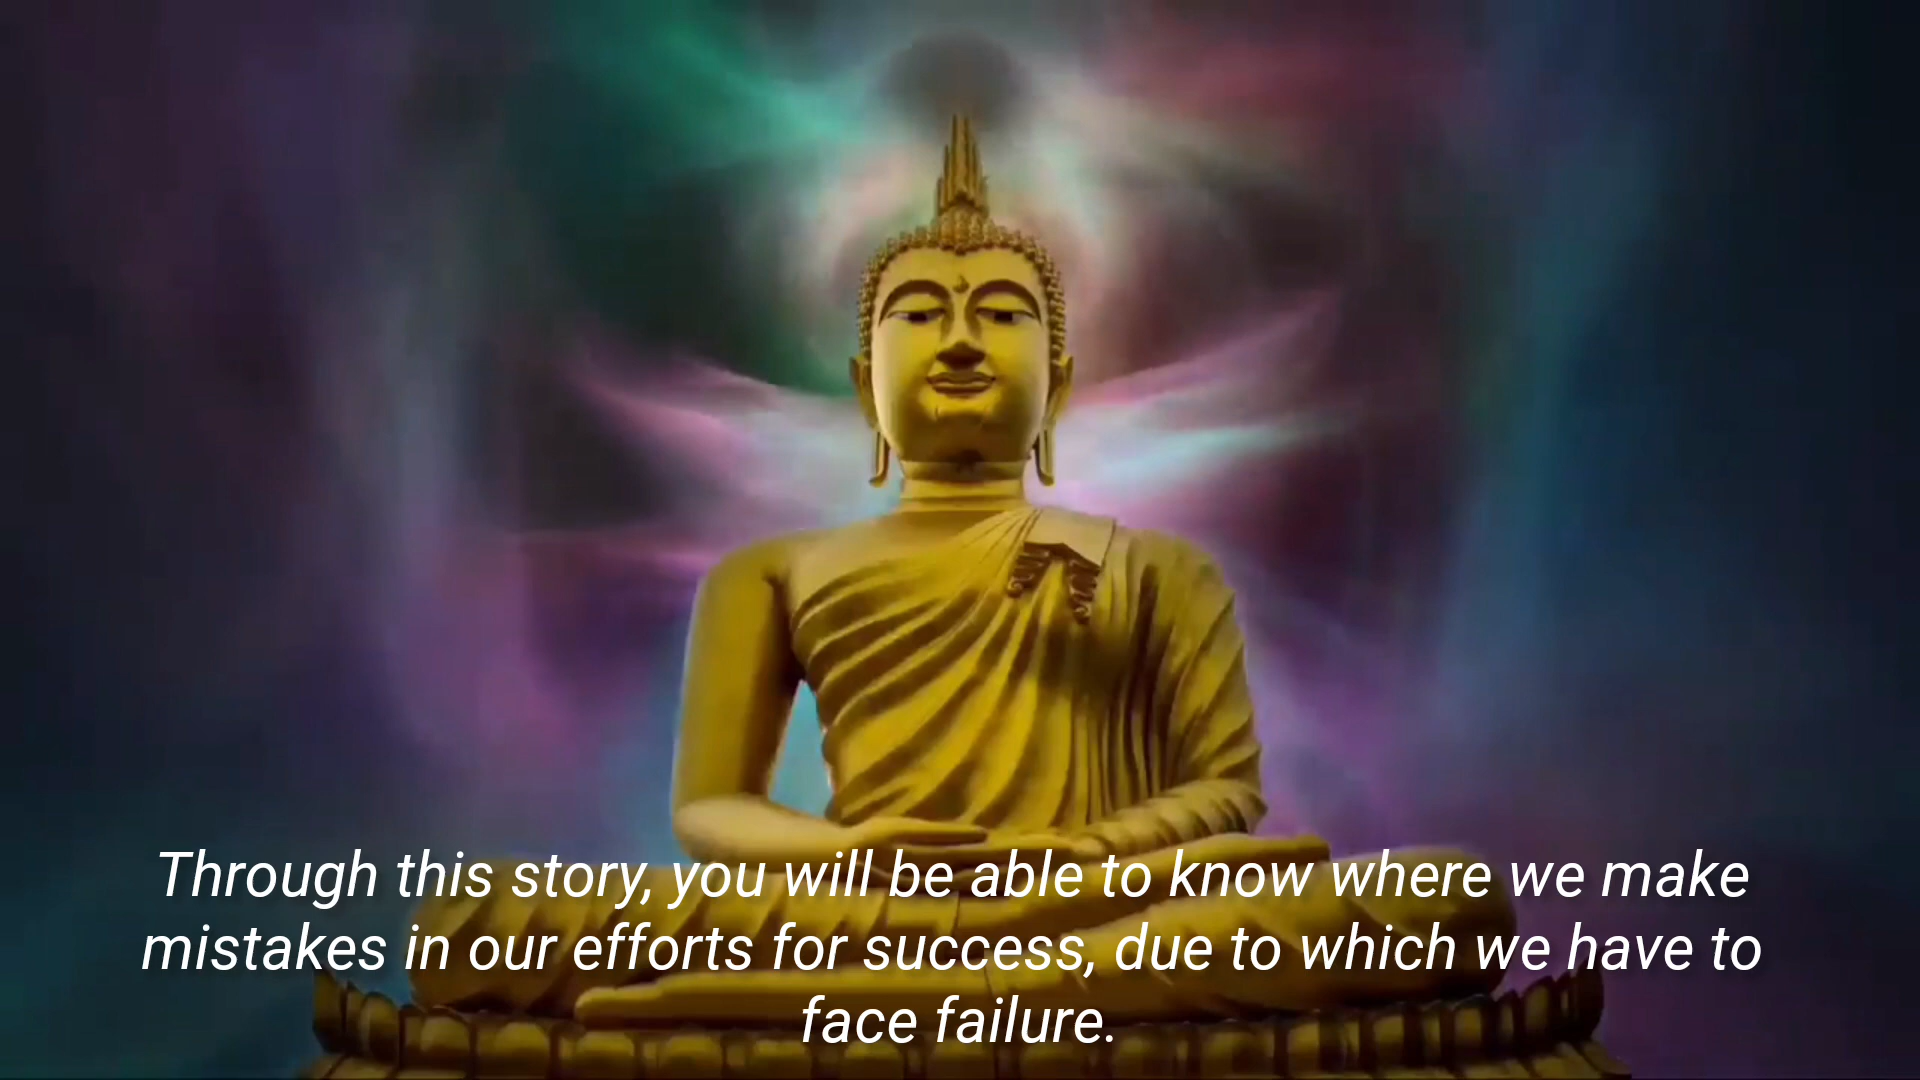 Through this story, you will be able to know where we make
mistakes in our efforts for success, due to which we have to
face failure.